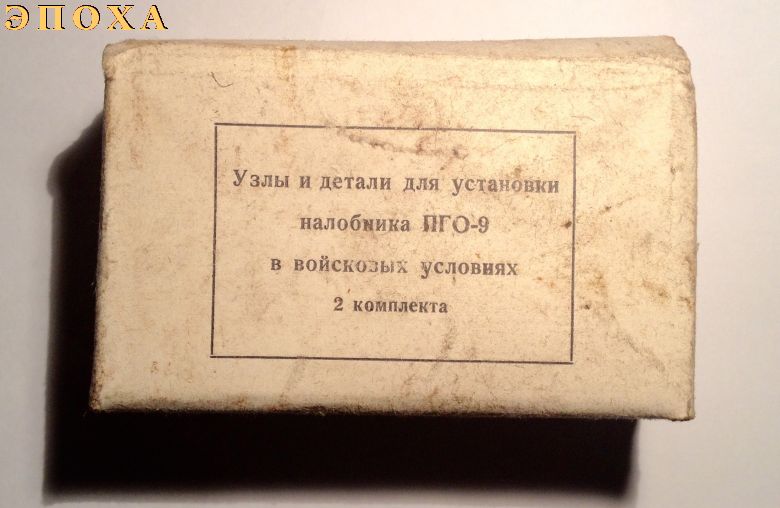 ЭПОХА
Узлы и детали для установки
налобника ПГО-9
в войсковых условиях
2 комплекта